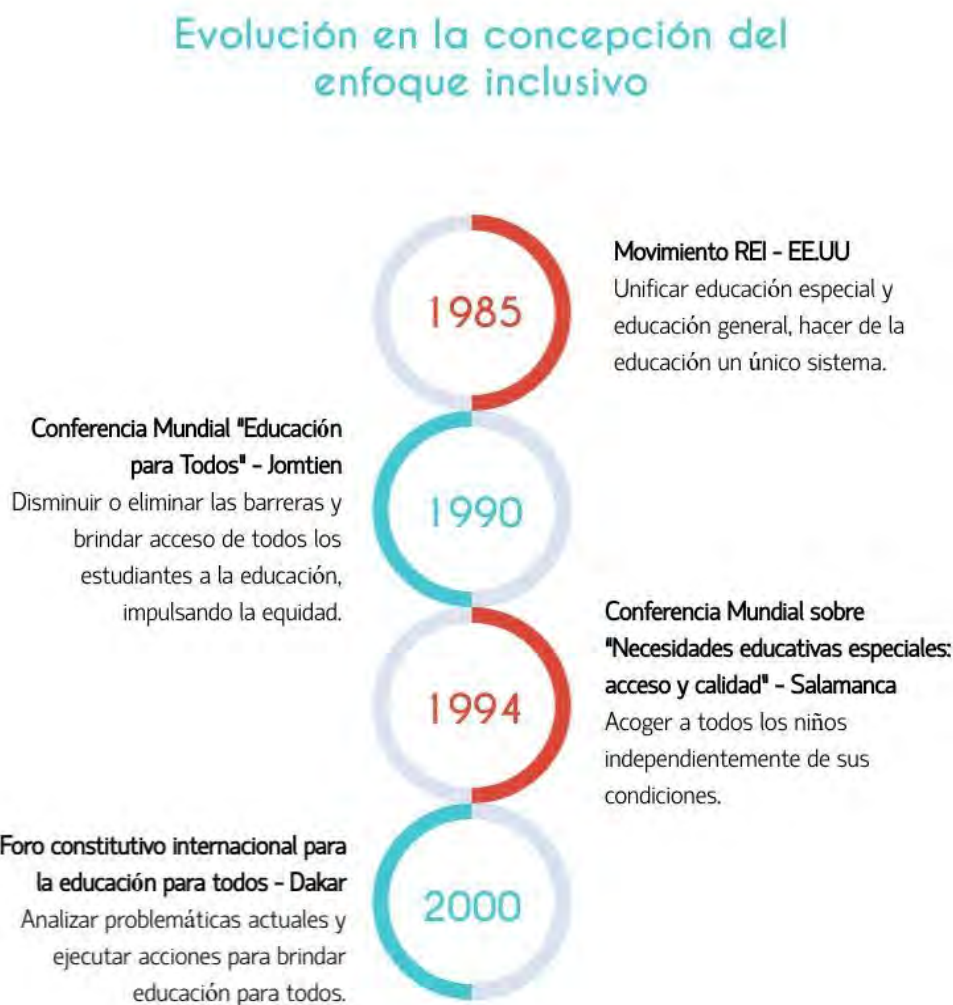 Evolución en la concepción del
enfoque inclusivo
1985
Movimiento REI - EE.UU
Unificar educación especial y
educación general, hacer de la
educación un único sistema.
Conferencia Mundial "Educación
para Todos" - Jomtien
Disminuir o eliminar las barreras y
brindar acceso de todos los
estudiantes a la educación,
impulsando la equidad.
1990
Conferencia Mundial sobre
"Necesidades educativas especiales:
acceso y calidad" - Salamanca
Acoger a todos los niños
independientemente de sus
condiciones.
1994
Foro constitutivo internacional para
la educación para todos - Dakar
Analizar problemáticas actuales y
ejecutar acciones para brindar
educación para todos.
2000